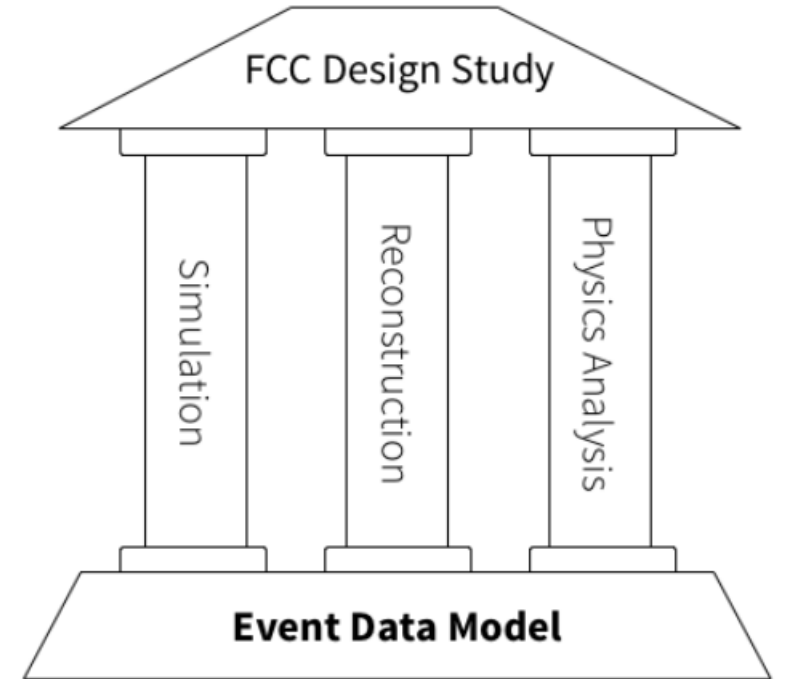 FCC Design Study
Simulation
Reconstruction
Physics Analysis
Event Data Model